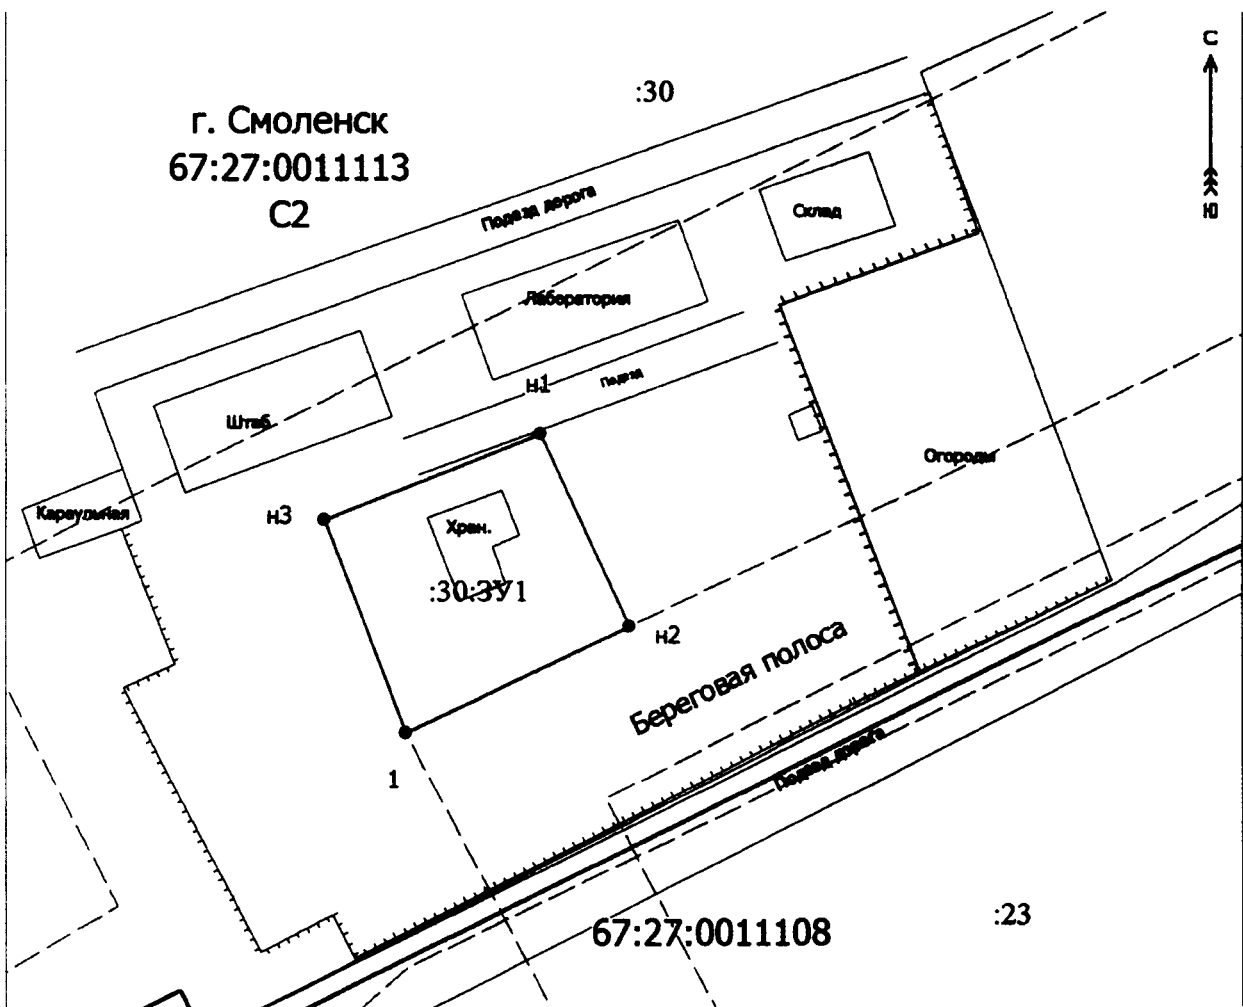 С
:30
г. Смоленск
67:27:0011113
С2
Подъезд дорога
Склад
Ю
Лаборатория
Подъезд
н1
Штаб
Огороды
Караульная
н3
Хран.
:30:ЗУ1
н2
Береговая полоса
1
Подъезд дорога
:23
67:27:0011108